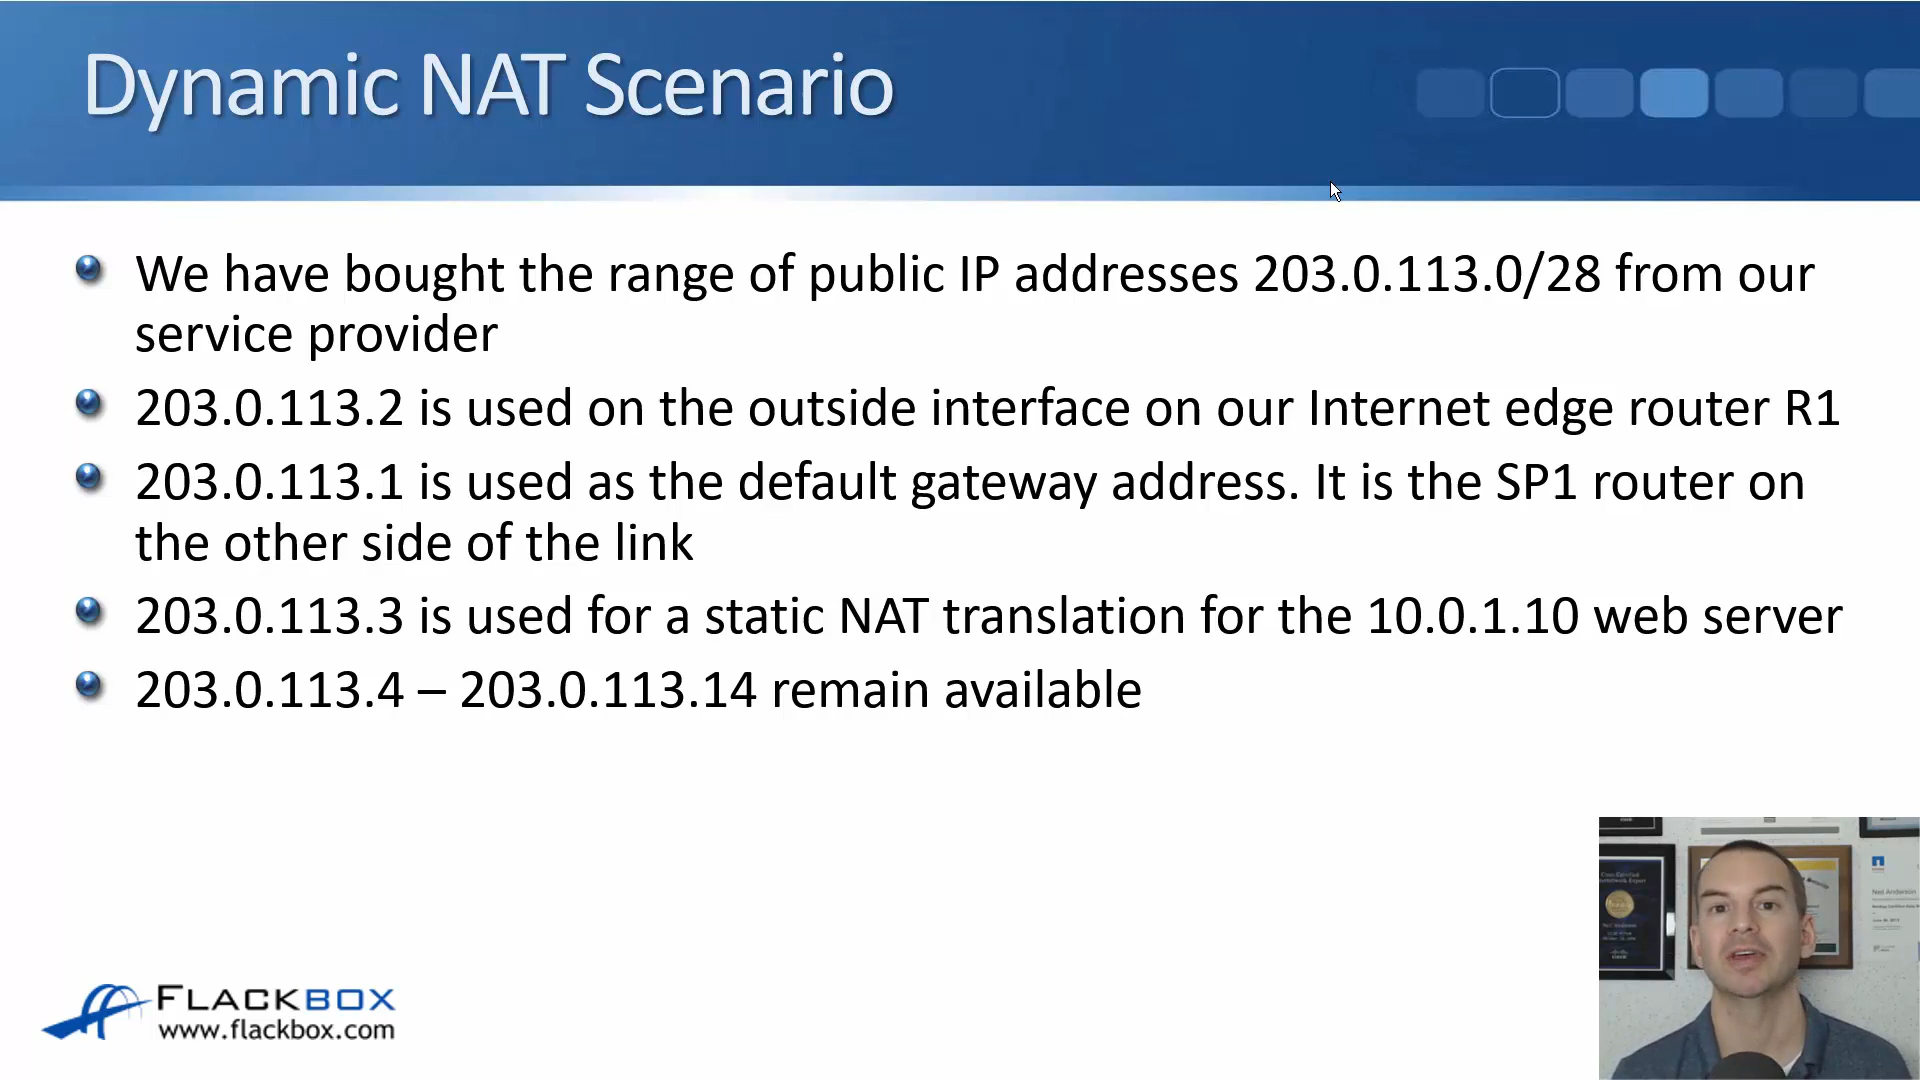 Dynamic NAT Scenario
We have bought the range of public IP addresses 203.0.113.0/28 from our
service provider
203.0.113.2 is used on the outside interface on our Internet edge router R1
203.0.113.1 is used as the default gateway address. It is the SP1 router on
the other side of the link
203.0.113.3 is used for a static NAT translation for the 10.0.1.10 web server
203.0.113.4 – 203.0.113.14 remain available
FLACKBOX
www.flackbox.com